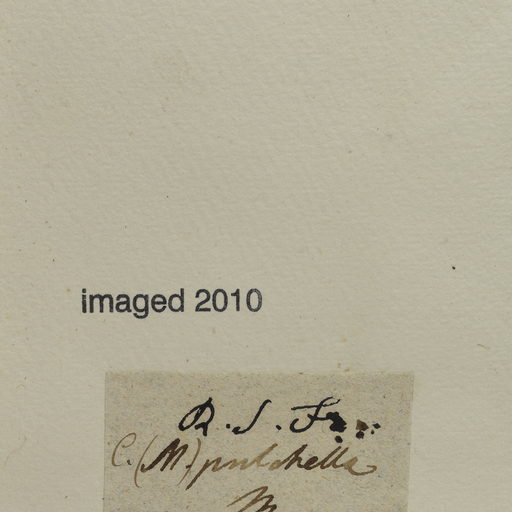 imaged 2010
R. S.
C. (M.) pulchella
M